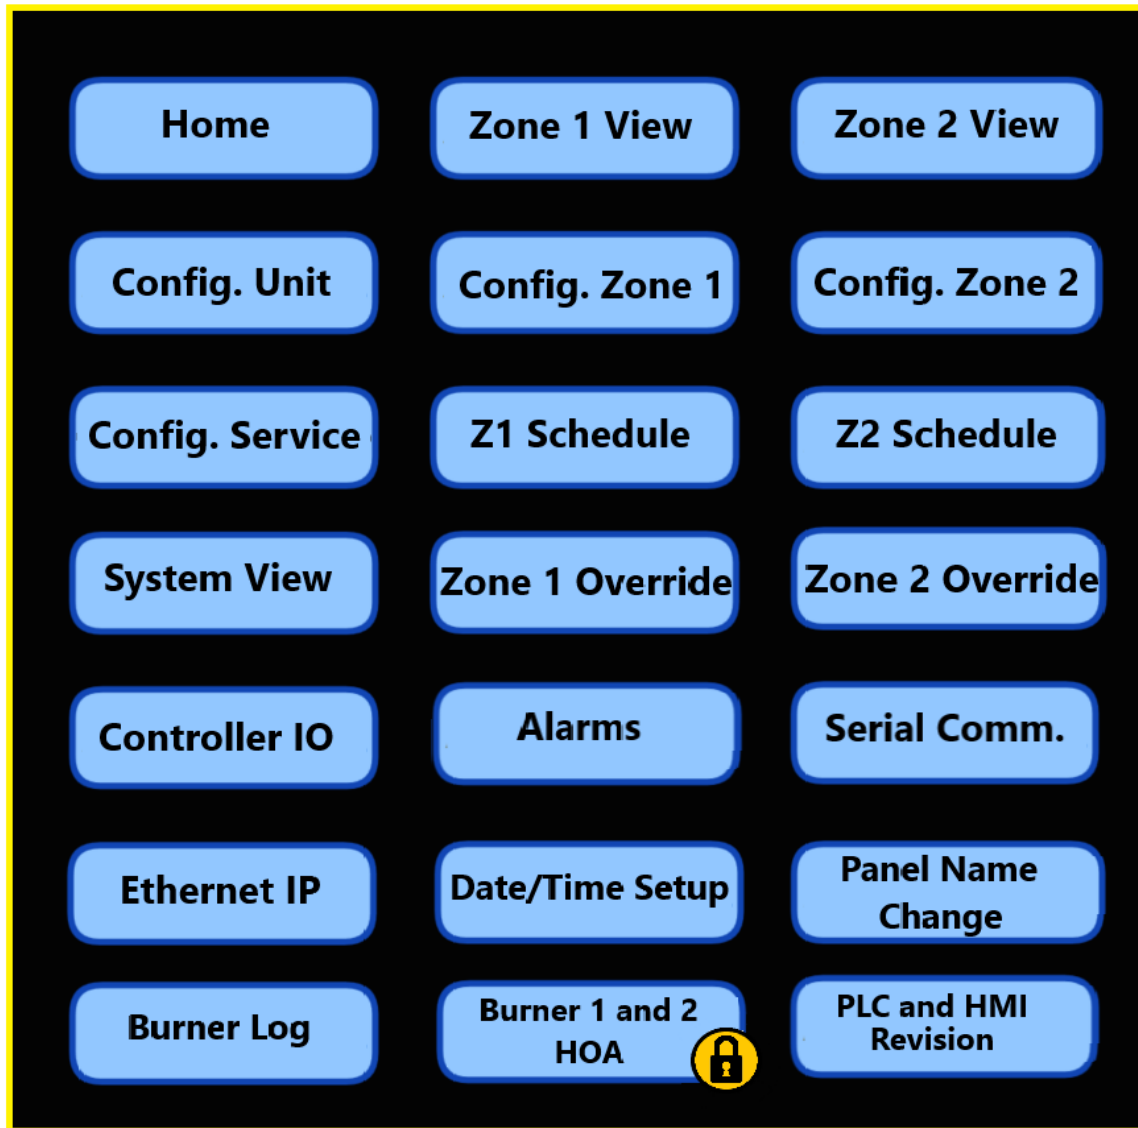 Home
Zone 1 View
Zone 2 View
Config. Unit
Config. Zone 1
Config. Zone 2
Config. Service
Z1 Schedule
Z2 Schedule
System View
Zone 1 Override
Zone 2 Override
Controller IO
Alarms
Serial Comm.
Ethernet IP
Date/Time Setup
Panel Name
Change
Burner Log
Burner 1 and 2
HOA
PLC and HMI
Revision